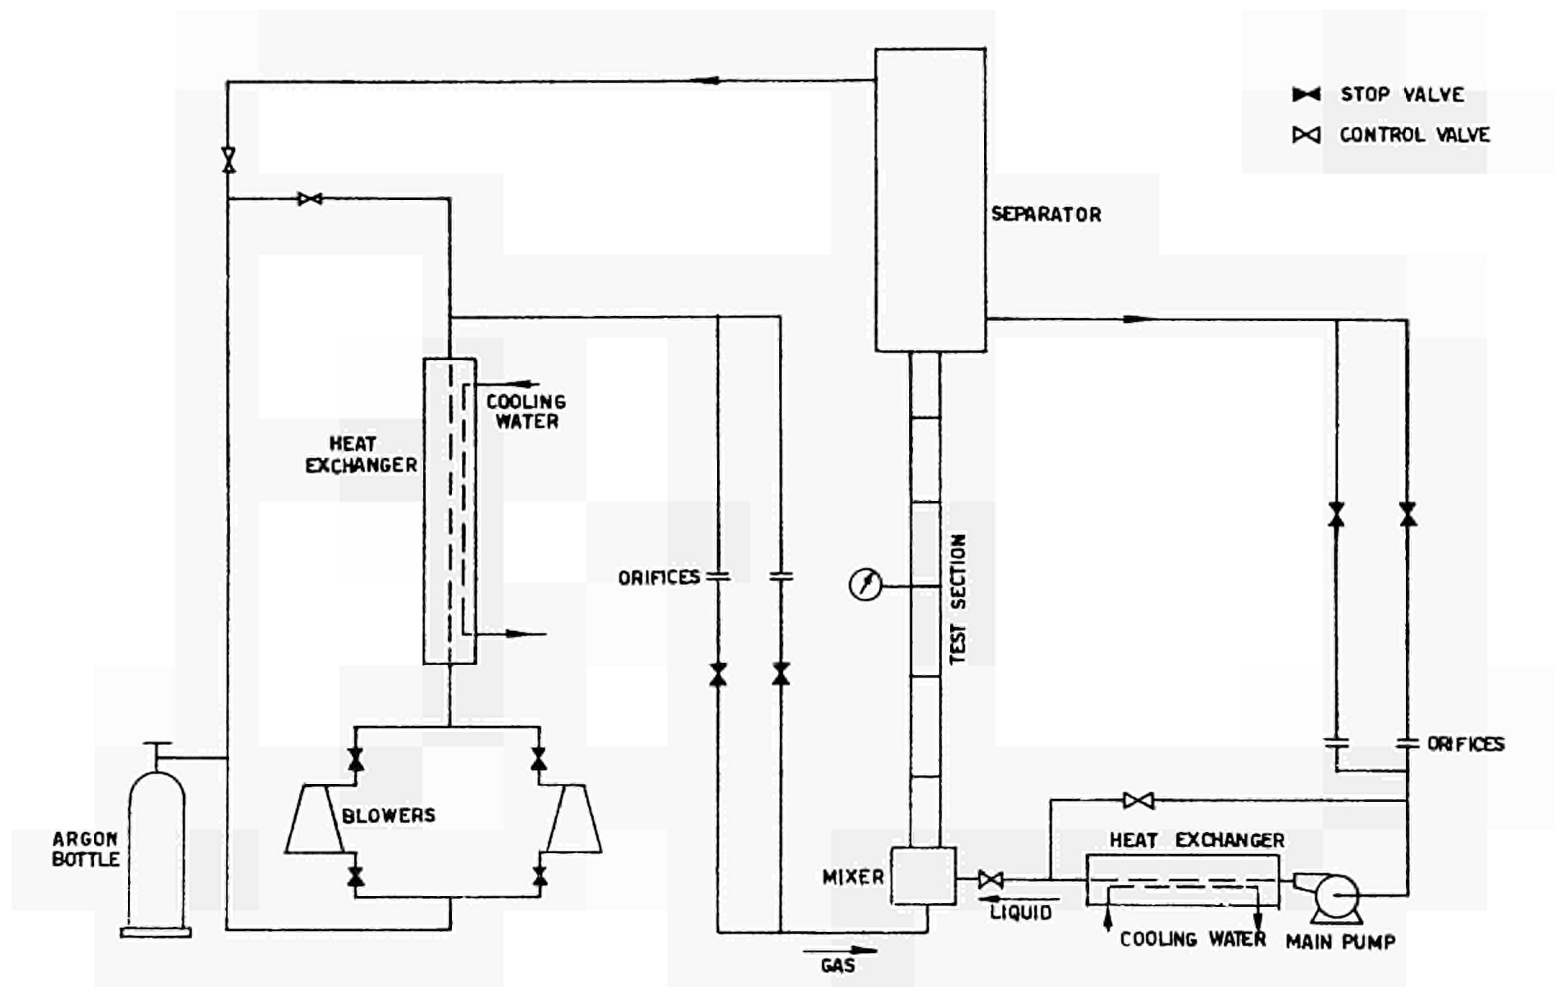 STOP VALVE
CONTROL VALVE
SEPARATOR
COOLING
WATER
HEAT
EXCHANGER
ORIFICES
TEST SECTION
ORIFICES
BLOWERS
ARGON
BOTTLE
HEAT EXCHANGER
MIXER
LIQUID
COOLING WATER
MAIN PUMP
GAS